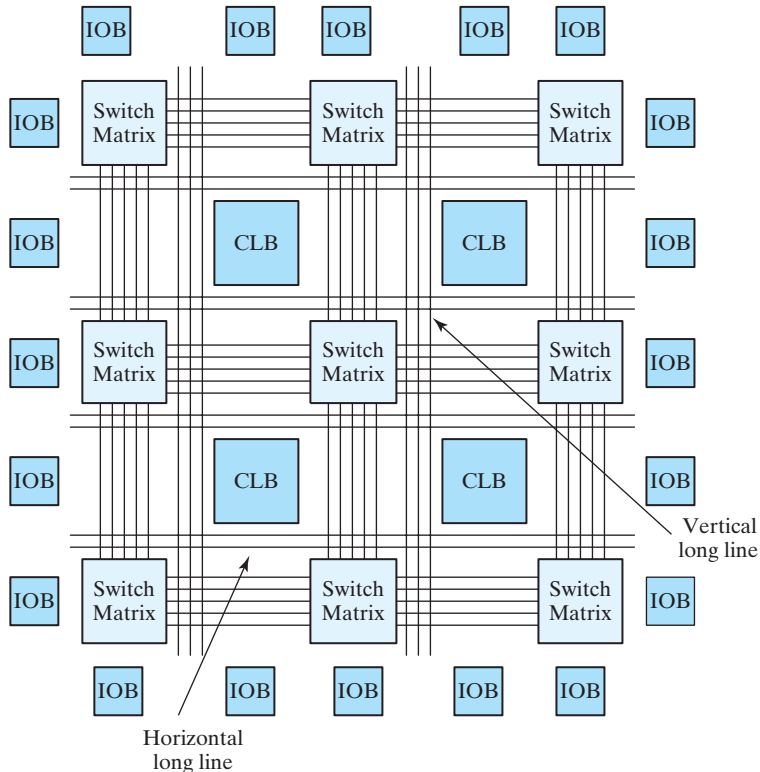 IOB IOB IOB IOB IOB
IOB Switch Matrix Switch Matrix Switch Matrix IOB
IOB CLB CLB IOB
IOB Switch Matrix Switch Matrix Switch Matrix IOB
IOB CLB CLB IOB
Vertical
long line
IOB Switch Matrix Switch Matrix Switch Matrix IOB
IOB IOB IOB IOB IOB
Horizontal
long line